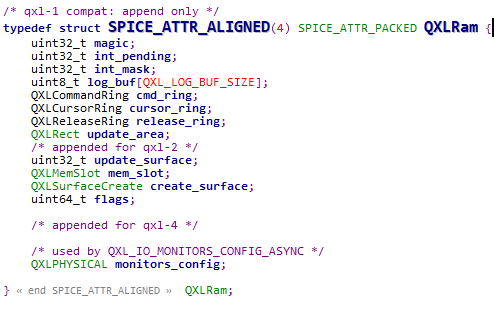 /* qxl-1 compat: append only */
typedef struct SPICE_ATTR_ALIGNED(4) SPICE_ATTR_PACKED QXLRam {
    uint32_t magic;
    uint32_t int_pending;
    uint32_t int_mask;
    uint8_t log_buf[QXL_LOG_BUF_SIZE];
    QXLCommandRing cmd_ring;
    QXLCursorRing cursor_ring;
    QXLReleaseRing release_ring;
    QXLRect update_area;
    /* appended for qxl-2 */
    uint32_t update_surface;
    QXLMemSlot mem_slot;
    QXLSurfaceCreate create_surface;
    uint64_t flags;
    /* appended for qxl-4 */
    /* used by QXL_IO_MONITORS_CONFIG_ASYNC */
    QXLPHYSICAL monitors_config;
} « end SPICE_ATTR_ALIGNED » QXLRam;